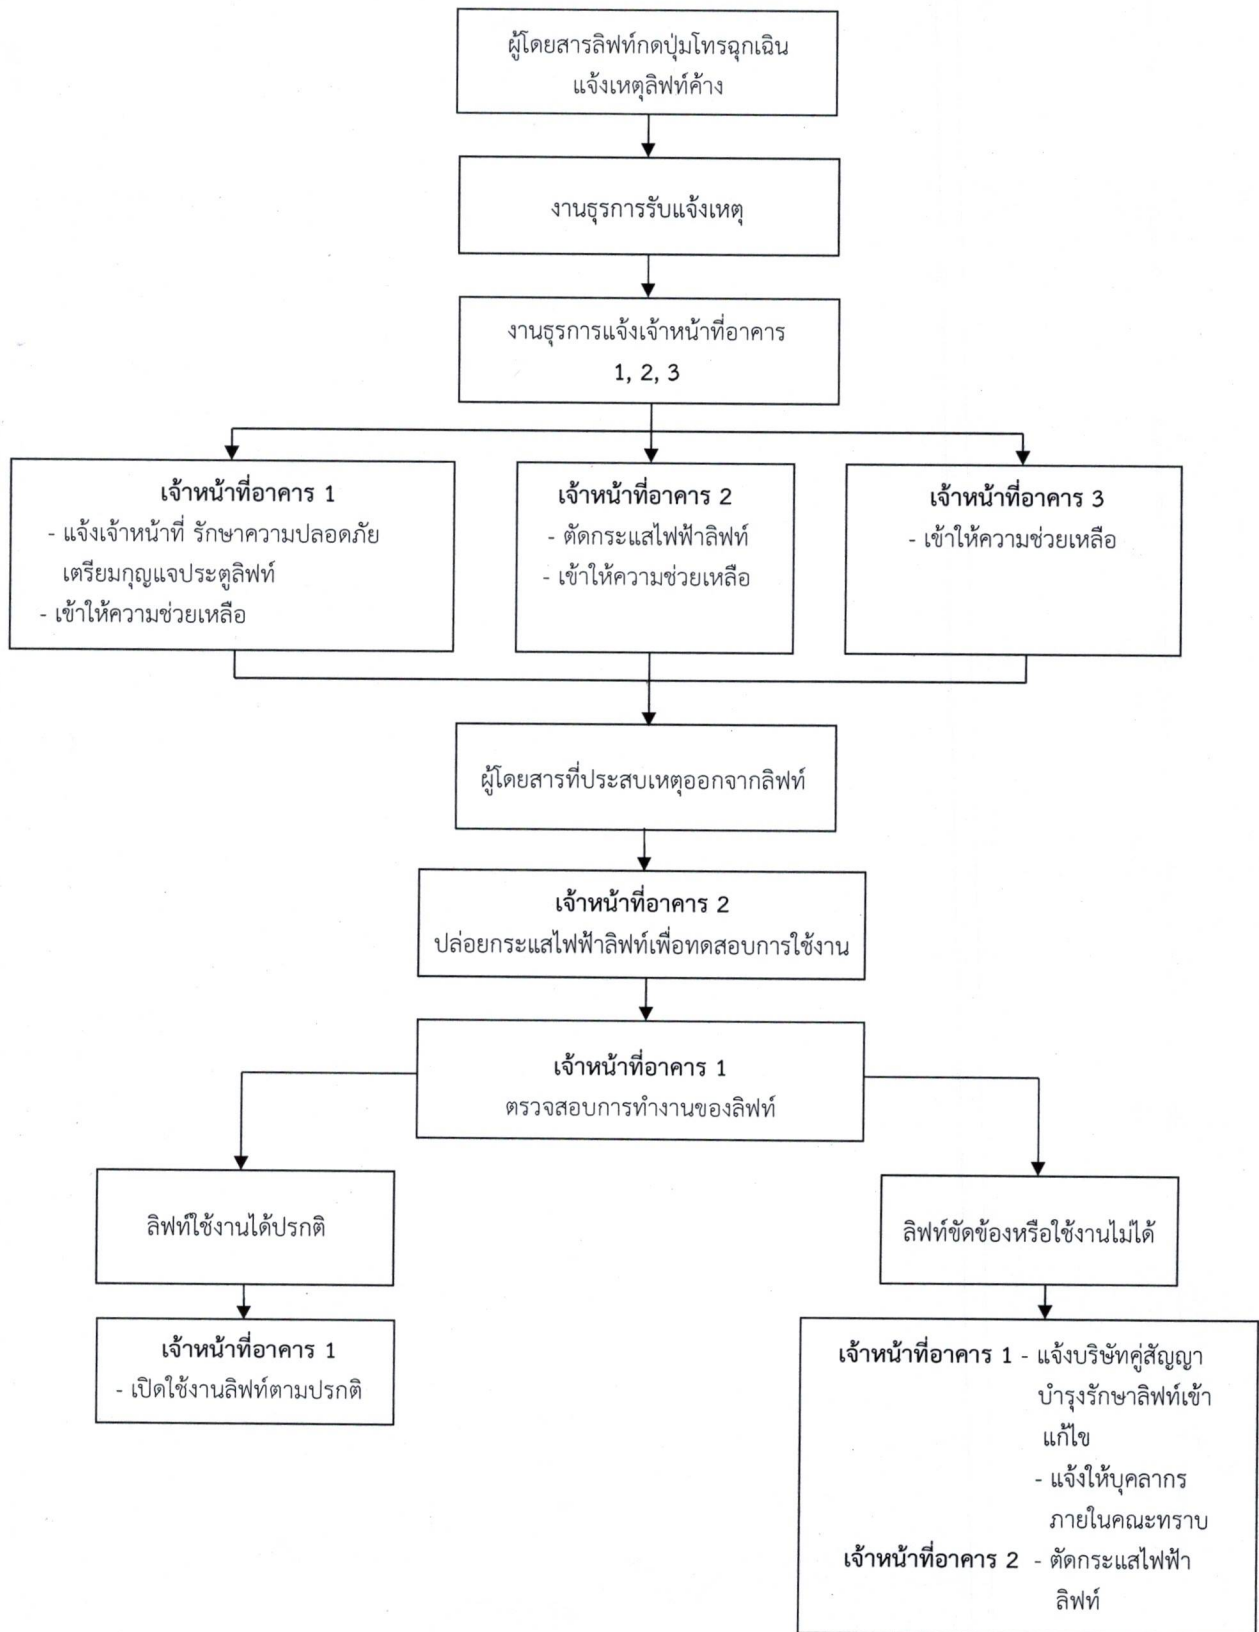 ผู้โดยสารลิฟท์กดปุ่มโทรฉุกเฉิน
แจ้งเหตุลิฟท์ค้าง
งานธุรการรับแจ้งเหตุ
งานธุรการแจ้งเจ้าหน้าที่อาคาร
1, 2, 3
เจ้าหน้าที่อาคาร 1
- แจ้งเจ้าหน้าที่ รักษาความปลอดภัย
เตรียมกุญแจประตูลิฟท์
- เข้าให้ความช่วยเหลือ
เจ้าหน้าที่อาคาร 2
- ตัดกระแสไฟฟ้าลิฟท์
- เข้าให้ความช่วยเหลือ
เจ้าหน้าที่อาคาร 3
- เข้าให้ความช่วยเหลือ
ผู้โดยสารที่ประสบเหตุออกจากลิฟท์
เจ้าหน้าที่อาคาร 2
ปล่อยกระแสไฟฟ้าลิฟท์เพื่อทดสอบการใช้งาน
เจ้าหน้าที่อาคาร 1
ตรวจสอบการทำงานของลิฟท์
ลิฟท์ใช้งานได้ปรกติ
เจ้าหน้าที่อาคาร 1
- เปิดใช้งานลิฟท์ตามปรกติ
ลิฟท์ขัดข้องหรือใช้งานไม่ได้
เจ้าหน้าที่อาคาร 1 - แจ้งบริษัทคู่สัญญา
บำรุงรักษาลิฟท์เข้า
แก้ไข
- แจ้งให้บุคลากร
ภายในคณะทราบ
เจ้าหน้าที่อาคาร 2 - ตัดกระแสไฟฟ้า
ลิฟท์